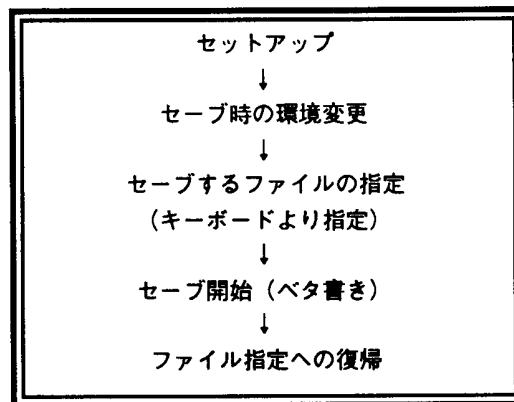 セットアップ
↓
セーブ時の環境変更
↓
セーブするファイルの指定
(キーボードより指定)
↓
セーブ開始(ベタ書き)
↓
ファイル指定への復帰